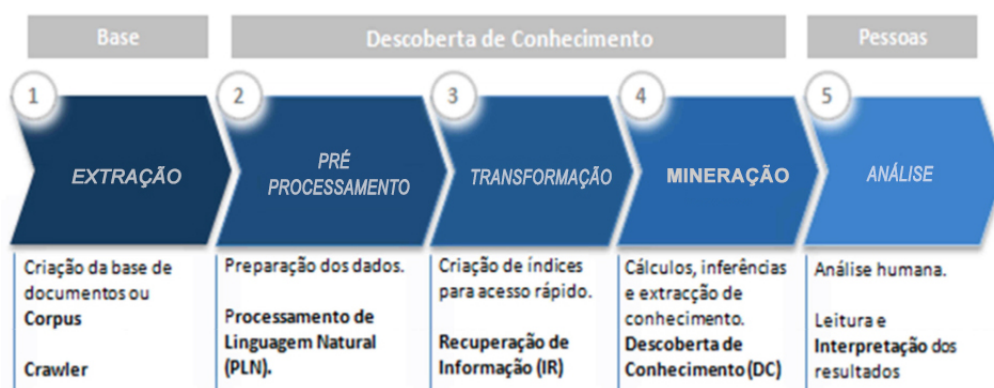 Base
Descoberta de Conhecimento
Pessoas
1
2
3
4
5
EXTRAÇÃO
PRÉ
PROCESSAMENTO
TRANSFORMAÇÃO
MINERAÇÃO
ANÁLISE
Criação da base de
documentos ou
Corpus
Crawler
Preparação dos dados.
Processamento de
Linguagem Natural
(PLN).
Criação de índices
para acesso rápido.
Recuperação de
Informação (IR)
Cálculos, inferências
e extracção de
conhecimento.
Descoberta de
Conhecimento (DC)
Análise humana.
Leitura e
Interpretação dos
resultados